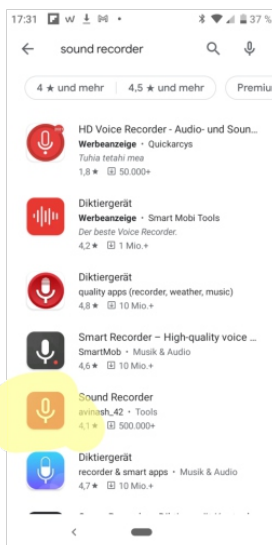 17:31 37 %
sound recorder
4 ★ und mehr 4,5 ★ und mehr Premiu
HD Voice Recorder - Audio- und Soun...
Werbeanzeige • Quickarcys
Tuhia tetahi mea
1,8 ★ 50.000+
Diktiergerät
Werbeanzeige • Smart Mobi Tools
Der beste Voice Recorder.
4,2 ★ 1 Mio.+
Diktiergerät
quality apps (recorder, weather, music)
4,8 ★ 10 Mio.+
Smart Recorder – High-quality voice ...
SmartMob • Musik & Audio
4,6 ★ 10 Mio.+
Sound Recorder
avinash_42 • Tools
4,1 ★ 500.000+
Diktiergerät
recorder & smart apps • Musik & Audio
4,7 ★ 10 Mio.+